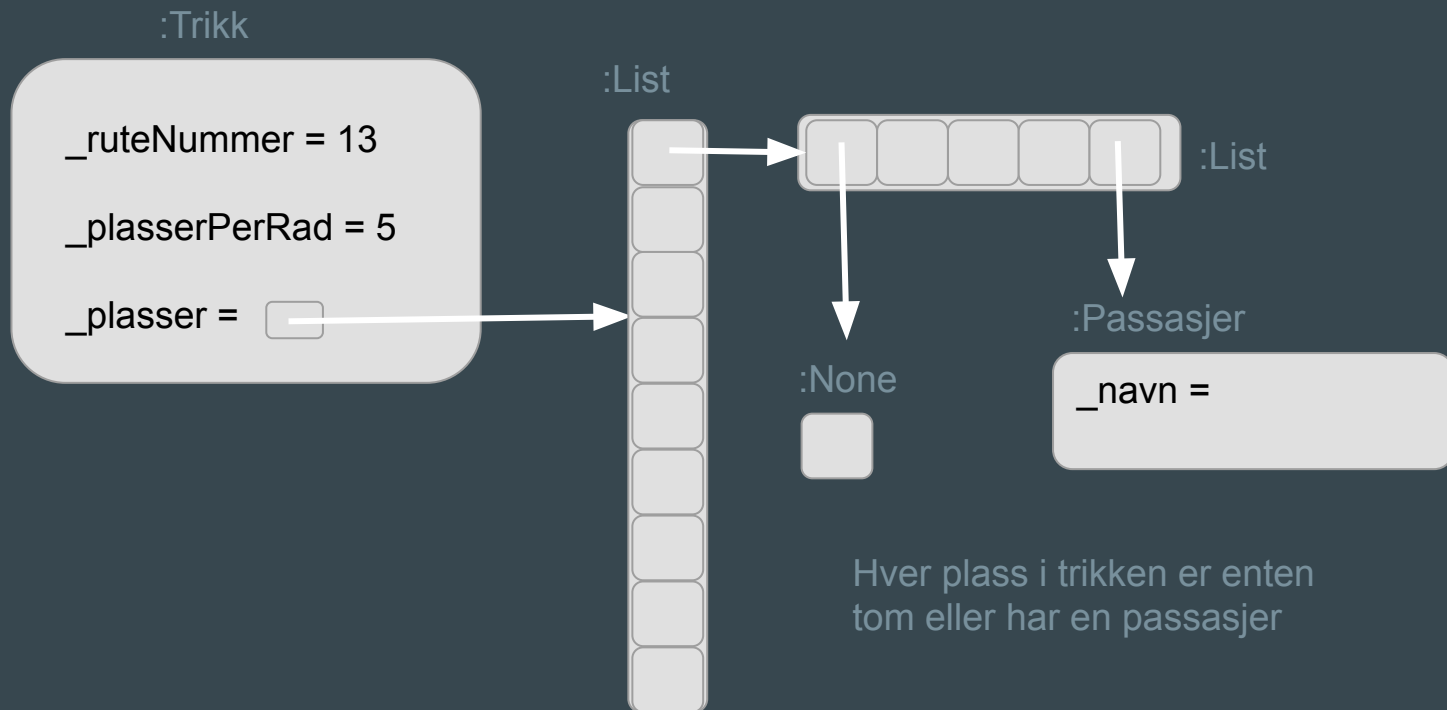 :Trikk
_ruteNummer = 13
_plasserPerRad = 5
_plasser =
:List
:List
:None
:Passasjer
_navn =
Hver plass i trikken er enten
tom eller har en passasjer